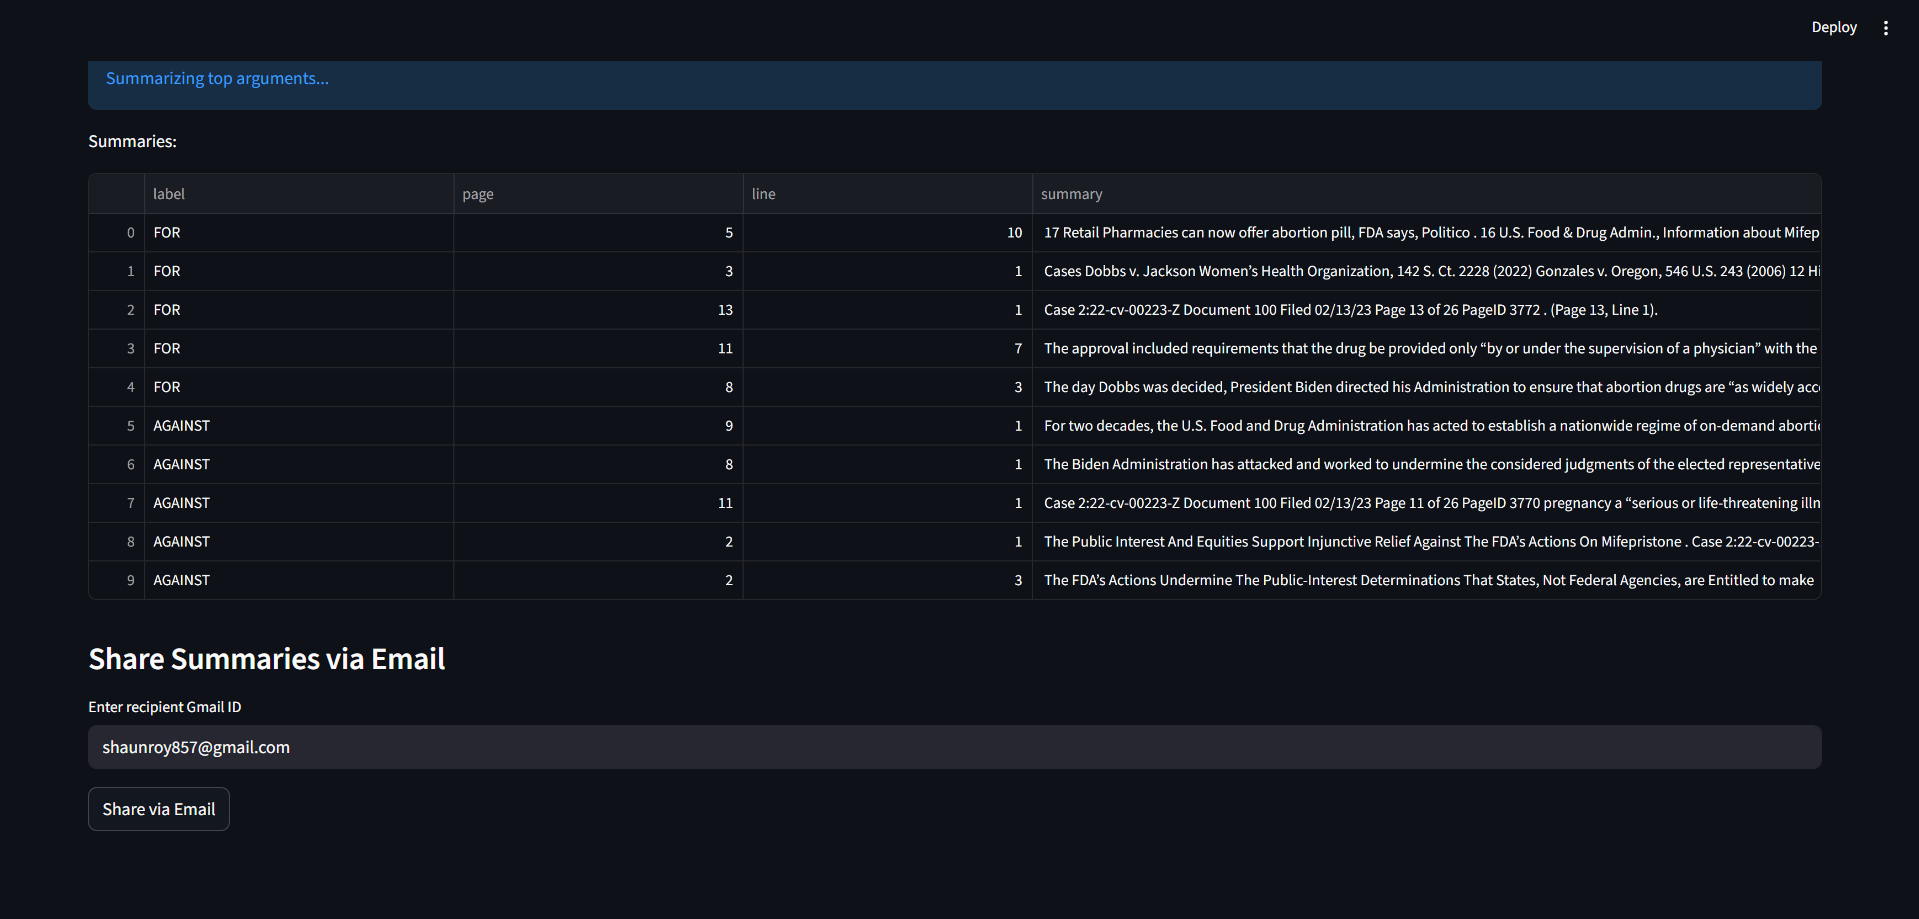 Deploy
Summarizing top arguments...
Summaries:
label page line summary
0 FOR 5 10 17 Retail Pharmacies can now offer abortion pill, FDA says, Politico . 16 U.S. Food & Drug Admin., Information about Mifep
1 FOR 3 1 Cases Dobbs v. Jackson Women’s Health Organization, 142 S. Ct. 2228 (2022) Gonzales v. Oregon, 546 U.S. 243 (2006) 12 Hi
2 FOR 13 1 Case 2:22-cv-00223-Z Document 100 Filed 02/13/23 Page 13 of 26 PageID 3772 . (Page 13, Line 1).
3 FOR 11 7 The approval included requirements that the drug be provided only “by or under the supervision of a physician” with the
4 FOR 8 3 The day Dobbs was decided, President Biden directed his Administration to ensure that abortion drugs are “as widely acc
5 AGAINST 9 1 For two decades, the U.S. Food and Drug Administration has acted to establish a nationwide regime of on-demand aborti
6 AGAINST 8 1 The Biden Administration has attacked and worked to undermine the considered judgments of the elected representative
7 AGAINST 11 1 Case 2:22-cv-00223-Z Document 100 Filed 02/13/23 Page 11 of 26 PageID 3770 pregnancy a “serious or life-threatening illn
8 AGAINST 2 1 The Public Interest And Equities Support Injunctive Relief Against The FDA’s Actions On Mifepristone . Case 2:22-cv-00223-
9 AGAINST 2 3 The FDA’s Actions Undermine The Public-Interest Determinations That States, Not Federal Agencies, are Entitled to make
Share Summaries via Email
Enter recipient Gmail ID
shaunroy857@gmail.com
Share via Email